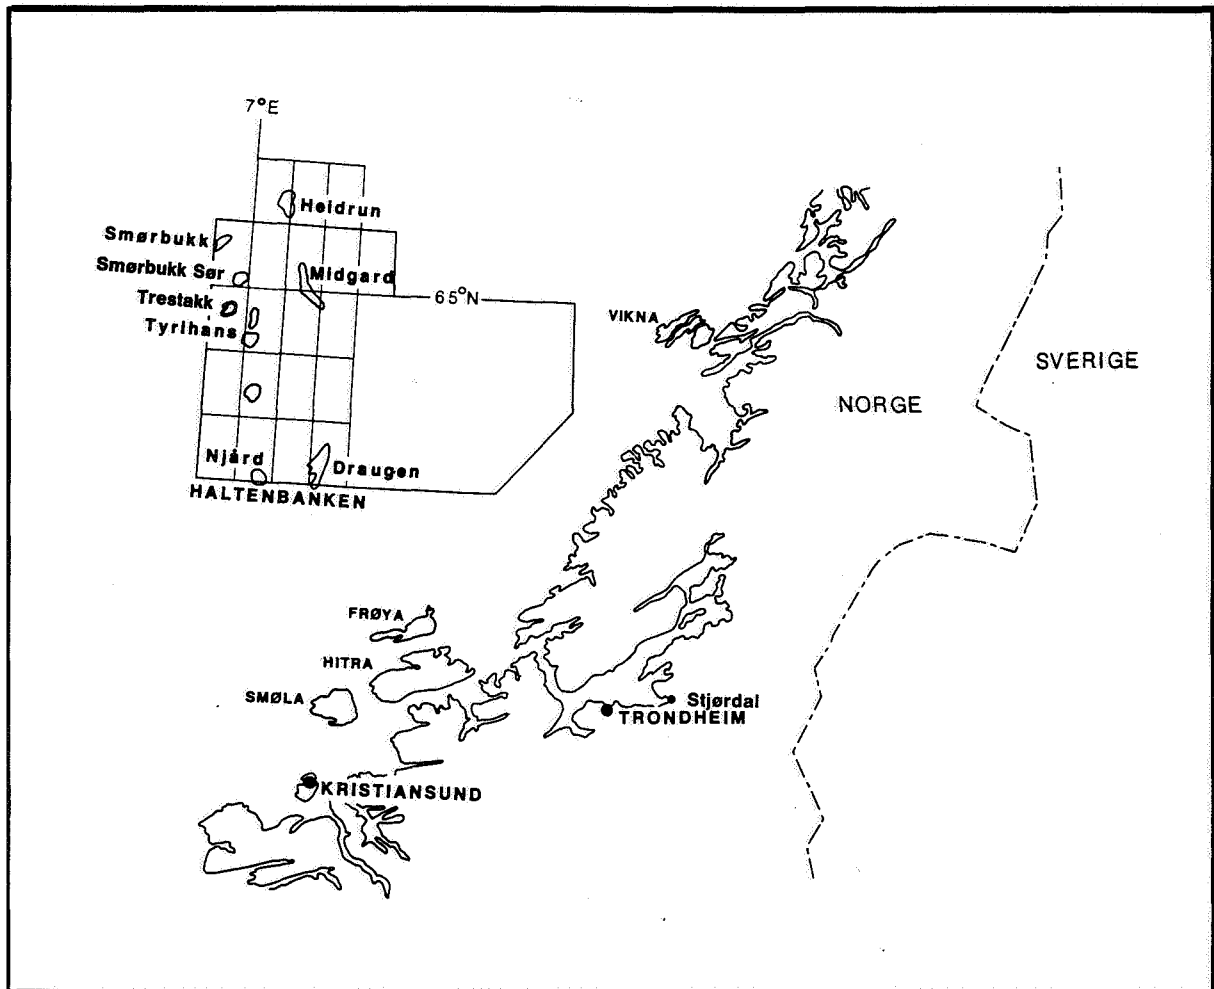 7°E
Heidrun
Smørbukk
Smørbukk Sør
Midgard
Trestakk
65°N
Tyrihans
VIKNA
SVERIGE
NORGE
Njård
Draugen
HALTENBANKEN
FRØYA
HITRA
SMØLA
Stjørdal
TRONDHEIM
KRISTIANSUND